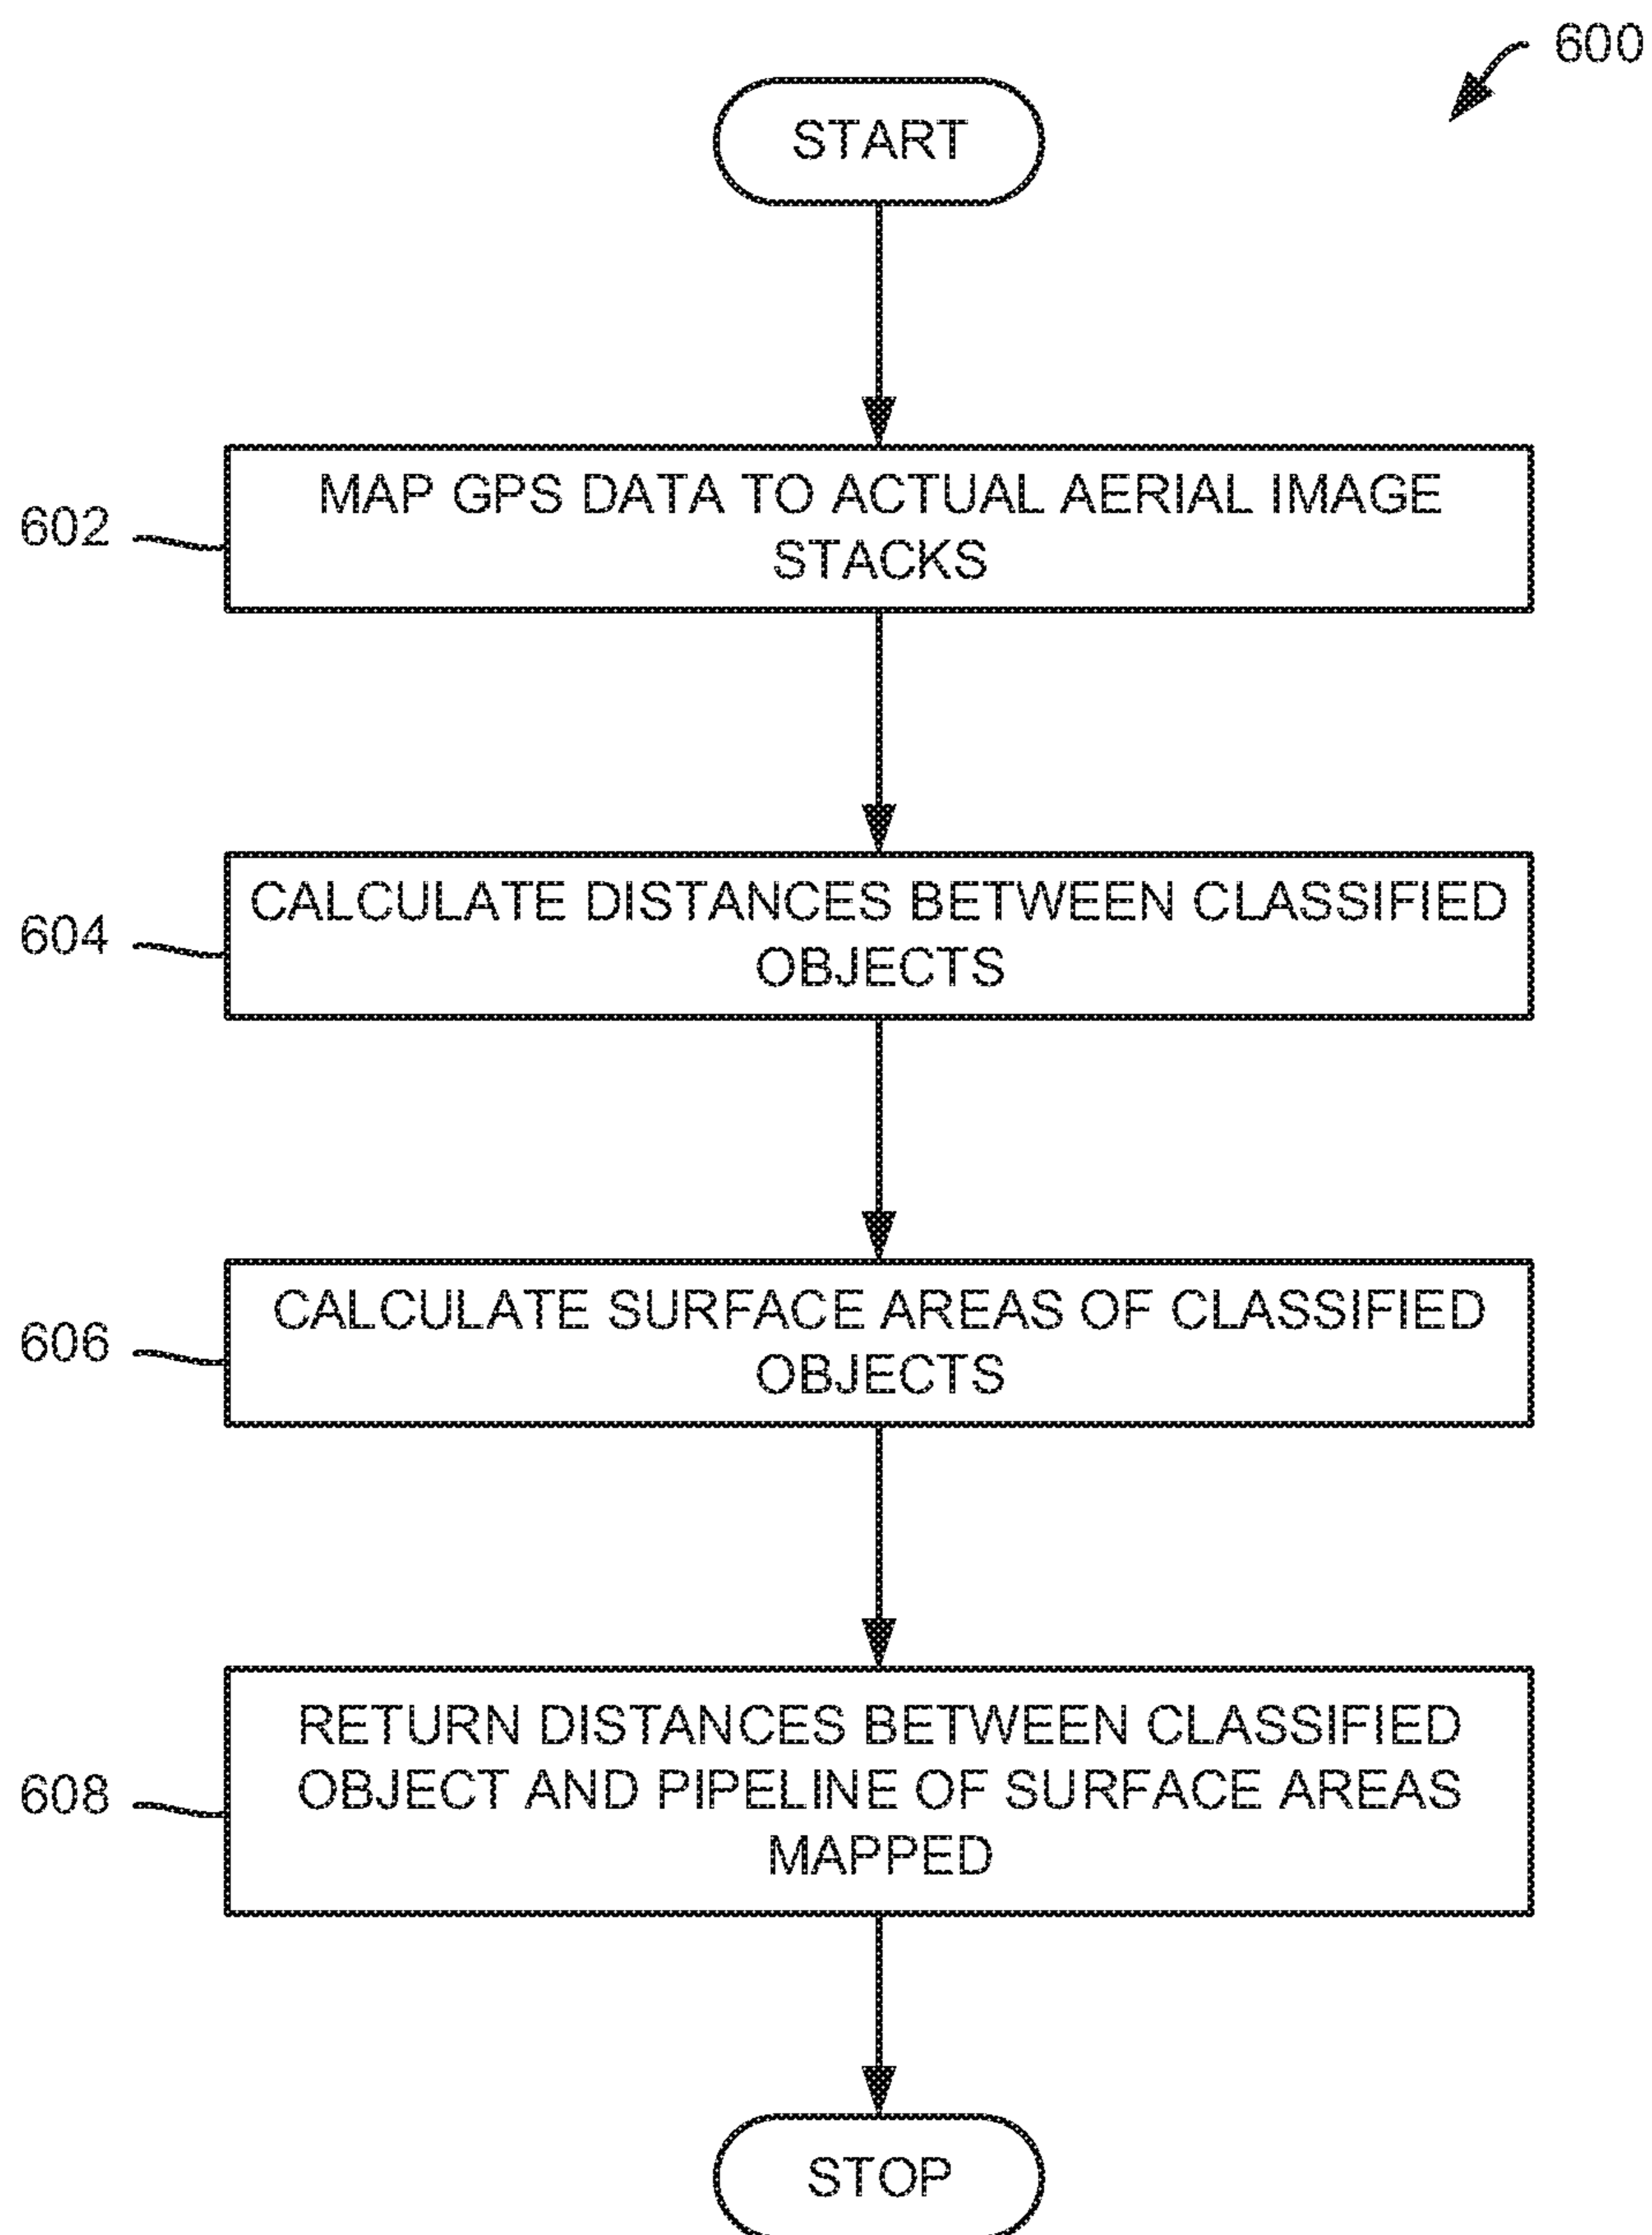 600
START
602
MAP GPS DATA TO ACTUAL AERIAL IMAGE
STACKS
604
CALCULATE DISTANCES BETWEEN CLASSIFIED
OBJECTS
606
CALCULATE SURFACE AREAS OF CLASSIFIED
OBJECTS
608
RETURN DISTANCES BETWEEN CLASSIFIED
OBJECT AND PIPELINE OF SURFACE AREAS
MAPPED
STOP